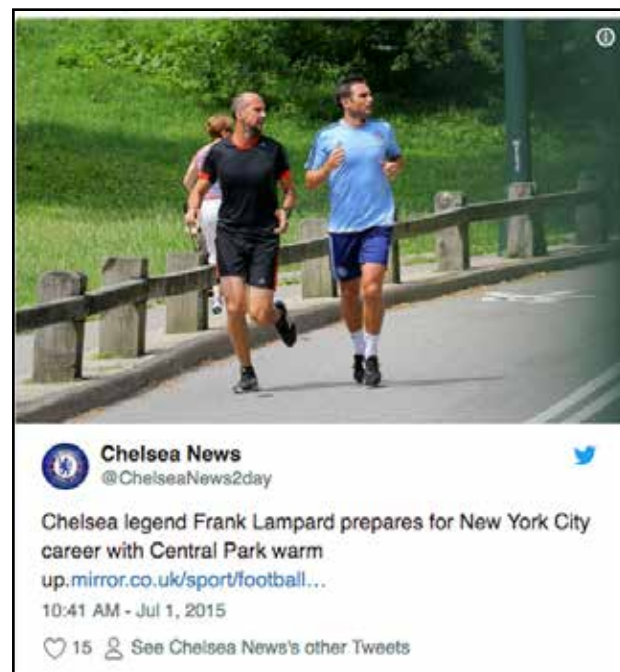 Chelsea News
@ChelseaNews2day
Chelsea legend Frank Lampard prepares for New York City
career with Central Park warm
up.mirror.co.uk/sport/football...
10:41 AM - Jul 1, 2015
15 See Chelsea News's other Tweets